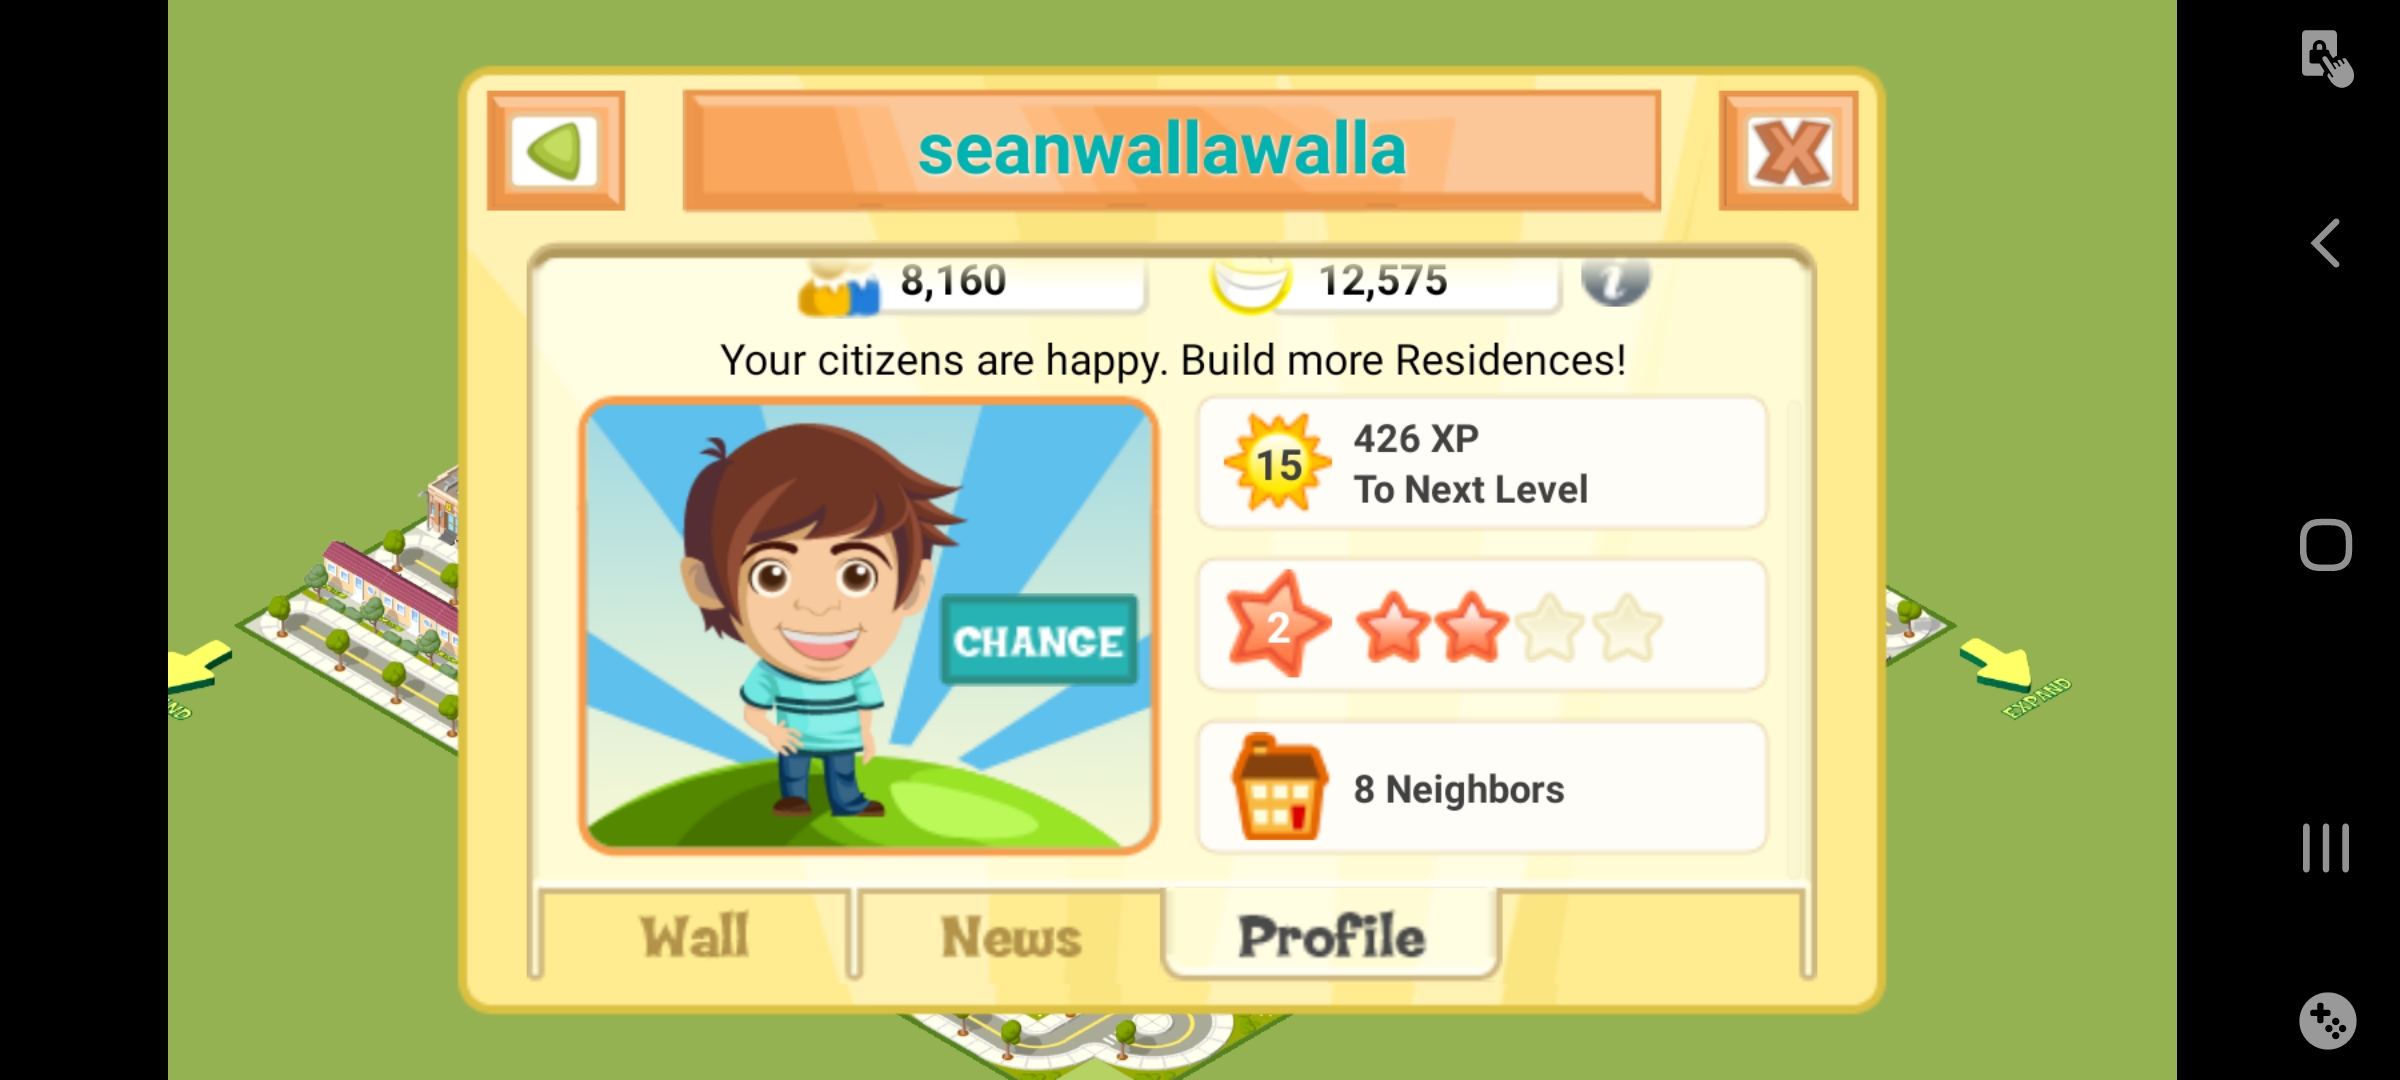 seanwallawalla
8,160
12,575
i
Your citizens are happy. Build more Residences!
CHANGE
15
426 XP
To Next Level
2
8 Neighbors
EXPAND
ND
Wall
News
Profile